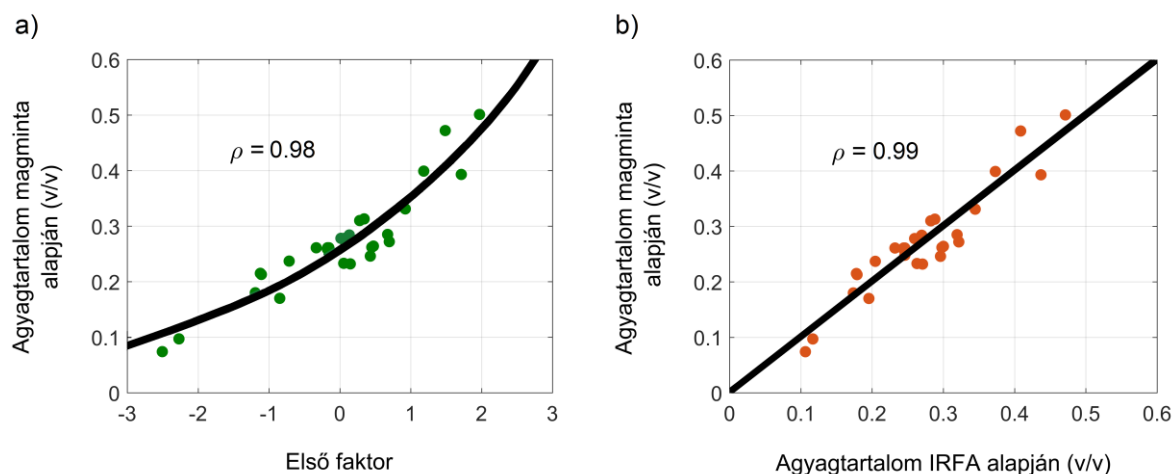 a)
Agyagtartalom magminta
alapján (v/v)
0.6
0.5
0.4
0.3
0.2
0.1
0
ρ = 0.98
-3 -2 -1 0 1 2 3
Első faktor
b)
Agyagtartalom magminta
alapján (v/v)
0.6
0.5
0.4
0.3
0.2
0.1
0
ρ = 0.99
0 0.1 0.2 0.3 0.4 0.5 0.6
Agyagtartalom IRFA alapján (v/v)